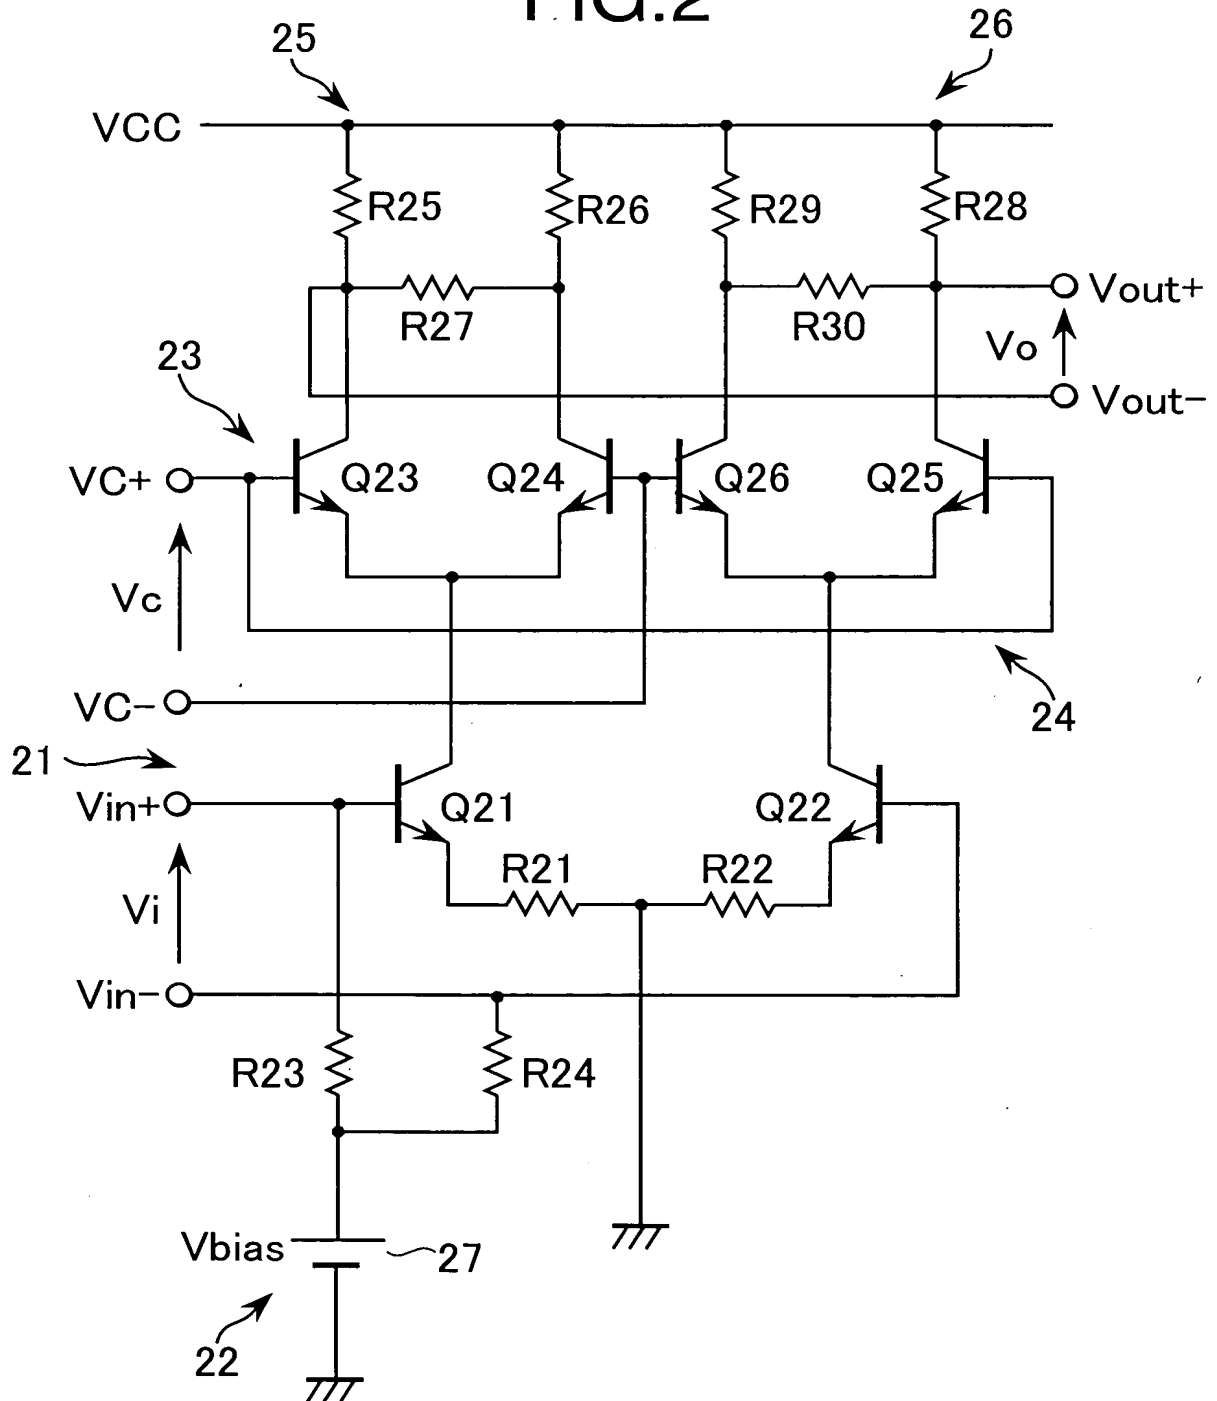 FIG.2
25
26
VCC
R25
R26
R29
R28
R27
R30
Vout+
Vo
Vout-
23
VC+
Q23
Q24
Q26
Q25
Vc
VC-
24
21
Vin+
Q21
Q22
R21
R22
Vi
Vin-
R23
R24
Vbias
27
22